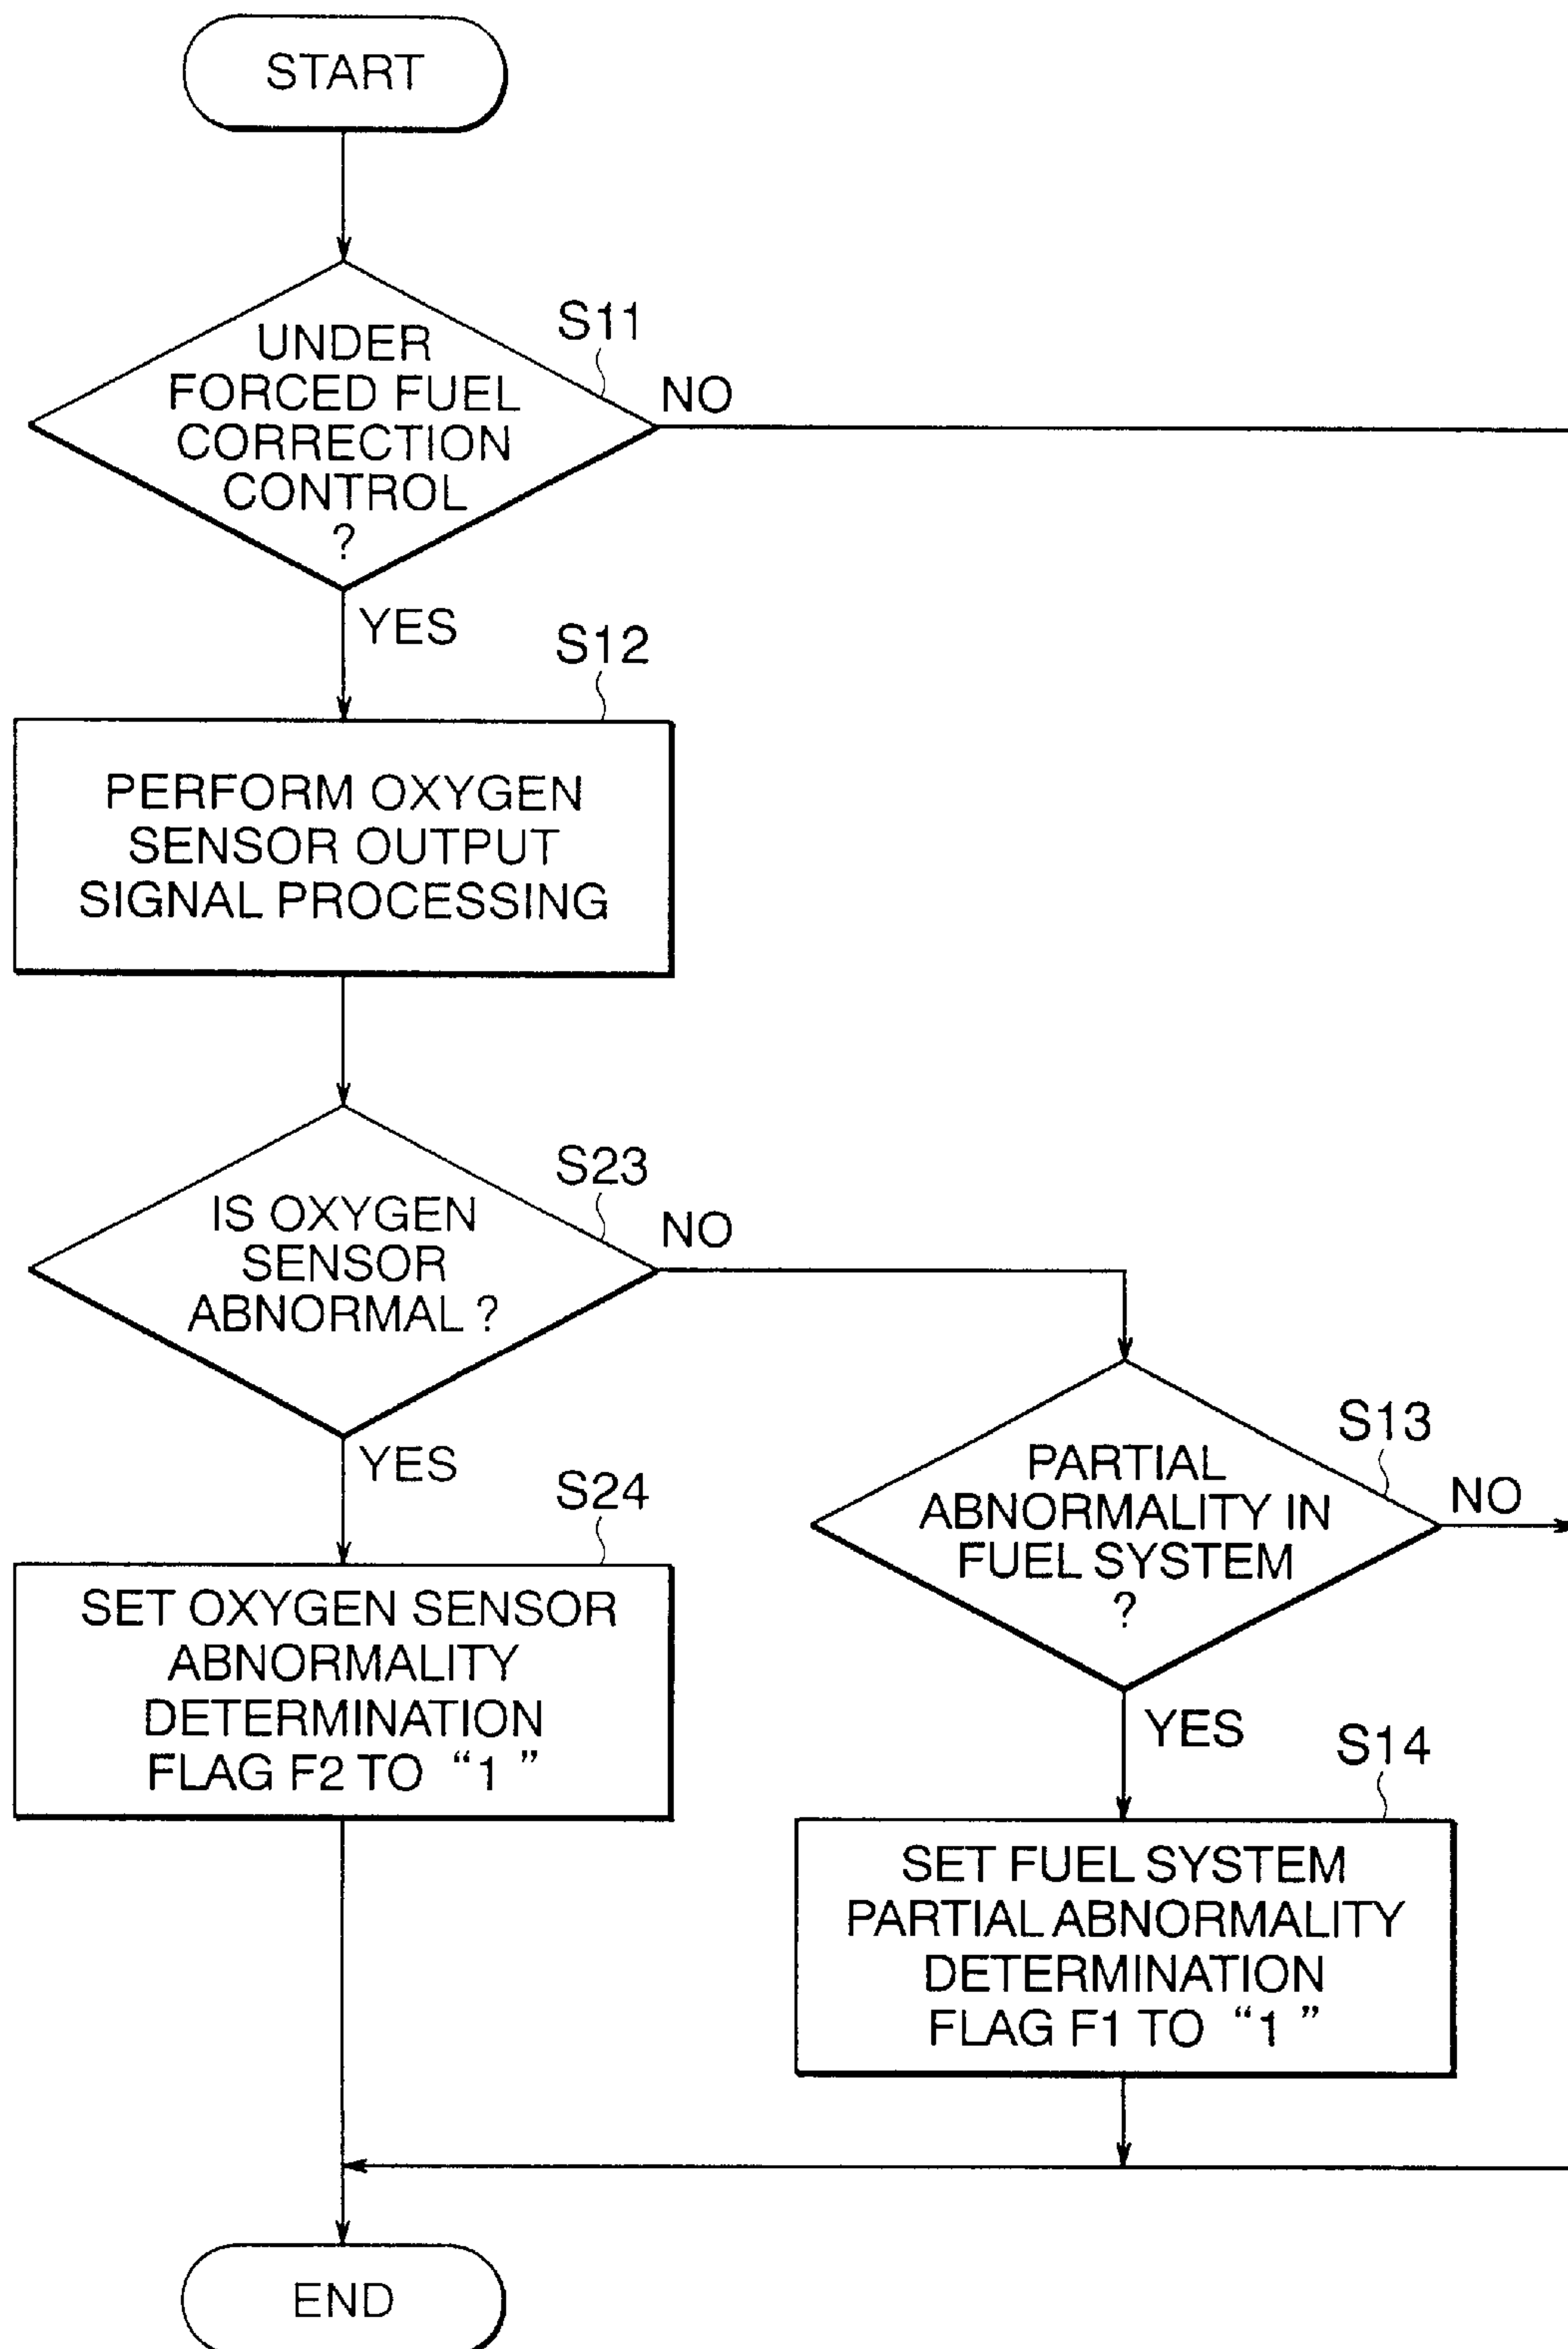 START
S11
UNDER
FORCED FUEL
CORRECTION
CONTROL
?
NO
YES
S12
PERFORM OXYGEN
SENSOR OUTPUT
SIGNAL PROCESSING
S23
IS OXYGEN
SENSOR
ABNORMAL ?
NO
YES
S13
PARTIAL
ABNORMALITY IN
FUEL SYSTEM
?
NO
YES
S24
SET OXYGEN SENSOR
ABNORMALITY
DETERMINATION
FLAG F2 TO “1 ”
S14
SET FUEL SYSTEM
PARTIAL ABNORMALITY
DETERMINATION
FLAG F1 TO “1 ”
END